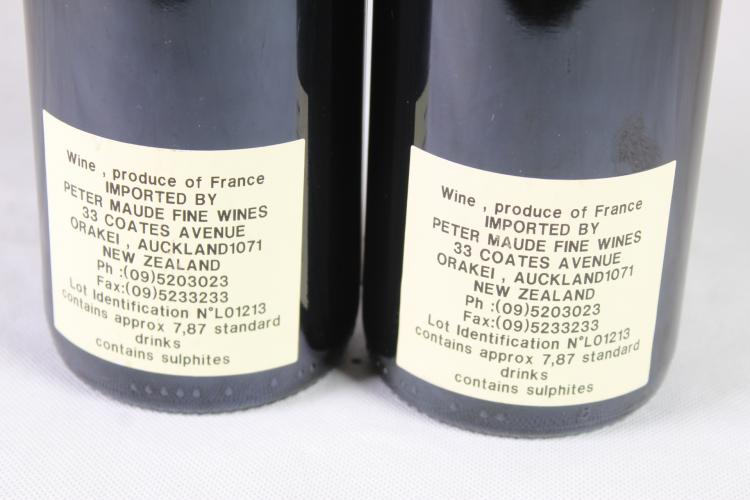 Wine , produce of France
IMPORTED BY
PETER MAUDE FINE WINES
33 COATES AVENUE
ORAKEI , AUCKLAND1071
NEW ZEALAND
Ph :(09)5203023
Fax:(09)5233233
Lot Identification N°L01213
contains approx 7,87 standard
drinks
contains sulphites
Wine , produce of France
IMPORTED BY
PETER MAUDE FINE WINES
33 COATES AVENUE
ORAKEI , AUCKLAND1071
NEW ZEALAND
Ph :(09)5203023
Fax:(09)5233233
Lot Identification N°L01213
contains approx 7,87 standard
drinks
contains sulphites